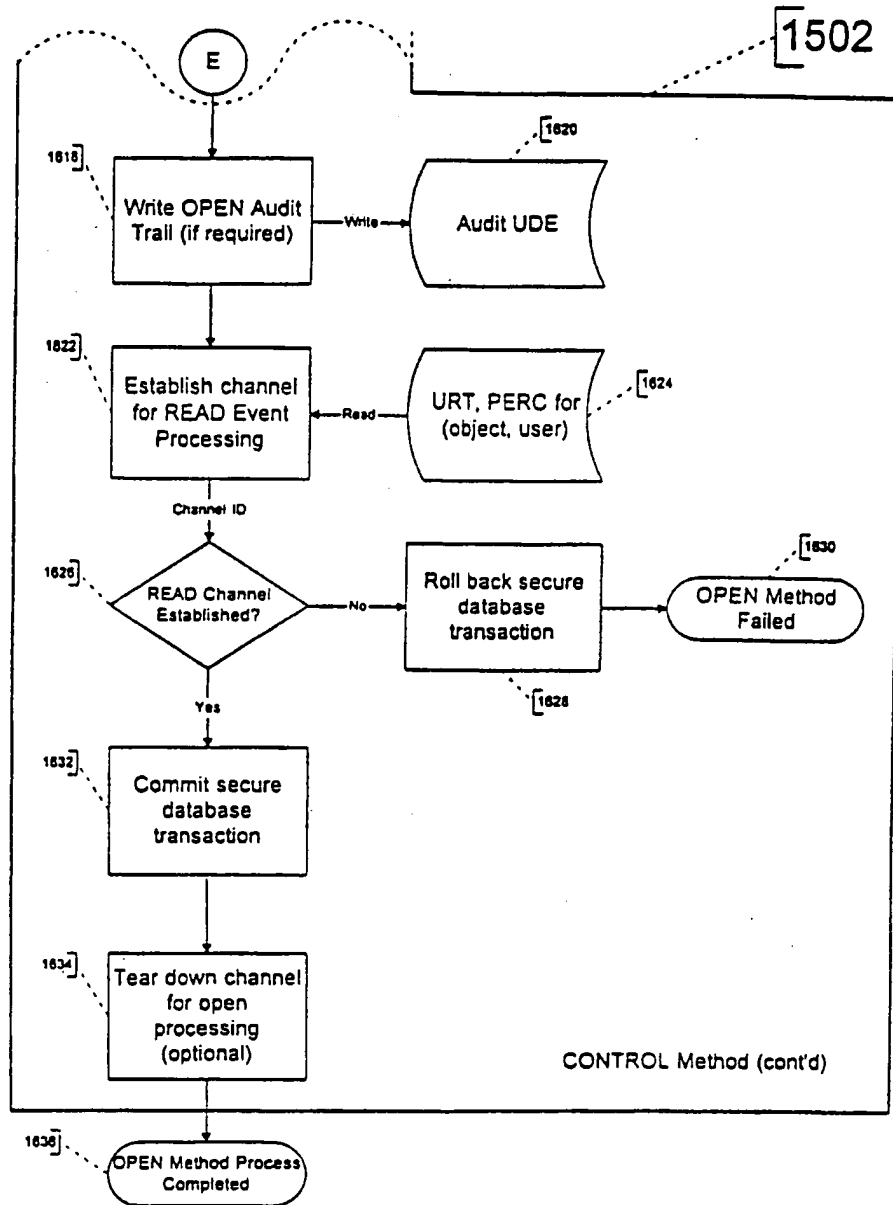 1502
E
1618
Write OPEN Audit
Trail (if required)
Write
1620
Audit UDE
1622
Establish channel
for READ Event
Processing
Read
URT, PERC for
(object, user)
1624
Channel ID
1626
READ Channel
Established?
No
Roll back secure
database
transaction
1628
1630
OPEN Method
Failed
Yes
1632
Commit secure
database
transaction
1634
Tear down channel
for open
processing
(optional)
CONTROL Method (cont'd)
1636
OPEN Method Process
Completed